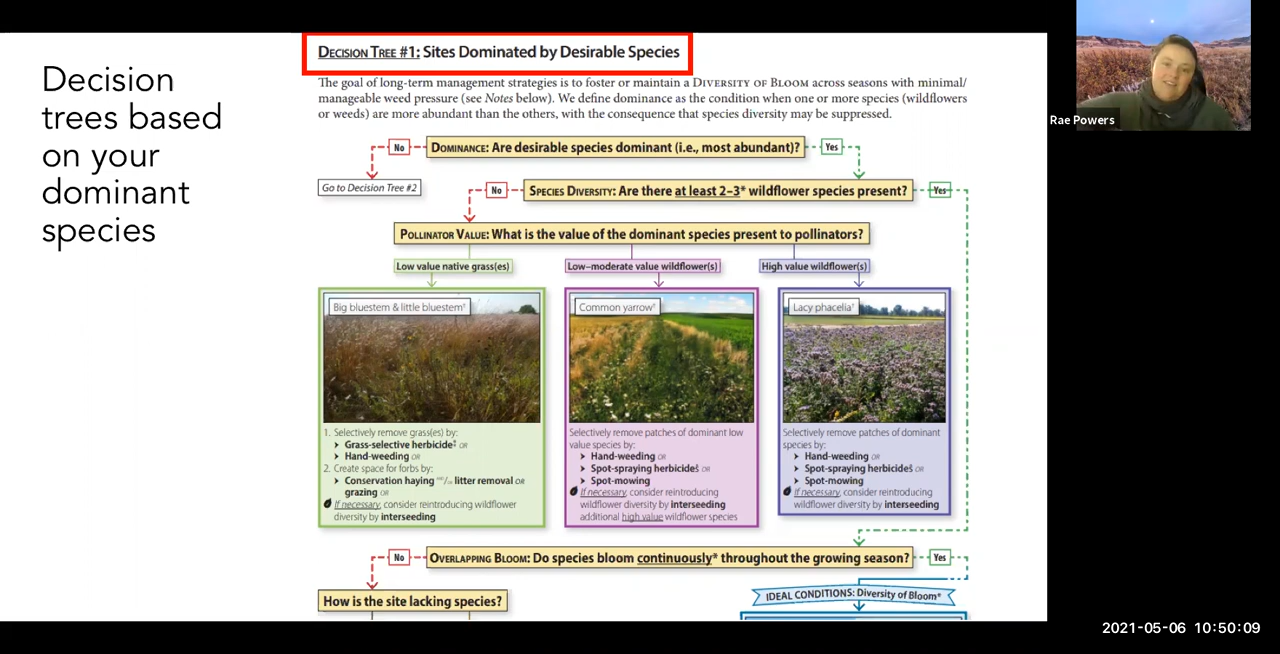 Decision
trees based
on your
dominant
species
DECISION TREE #1: Sites Dominated by Desirable Species
The goal of long-term management strategies is to foster or maintain a DIVERSITY OF BLOOM across seasons with minimal/
manageable weed pressure (see Notes below). We define dominance as the condition when one or more species (wildflowers
or weeds) are more abundant than the others, with the consequence that species diversity may be suppressed.
No
DOMINANCE: Are desirable species dominant (i.e., most abundant)?
Yes
Go to Decision Tree #2
No
SPECIES DIVERSITY: Are there at least 2–3* wildflower species present?
Yes
POLLINATOR VALUE: What is the value of the dominant species present to pollinators?
Low value native grass(es)
Low–moderate value wildflower(s)
High value wildflower(s)
Big bluestem & little bluestem†
1. Selectively remove grass(es) by:
Grass-selective herbicide‡ OR
Hand-weeding OR
2. Create space for forbs by:
Conservation haying and/or litter removal OR
grazing OR
If necessary, consider reintroducing wildflower
diversity by interseeding
Common yarrow†
Selectively remove patches of dominant low
value species by:
Hand-weeding OR
Spot-spraying herbicide§ OR
Spot-mowing
If necessary, consider reintroducing
wildflower diversity by interseeding
additional high value wildflower species
Lacy phacelia†
Selectively remove patches of dominant
species by:
Hand-weeding OR
Spot-spraying herbicide§ OR
Spot-mowing
If necessary, consider reintroducing
wildflower diversity by interseeding
No
OVERLAPPING BLOOM: Do species bloom continuously* throughout the growing season?
Yes
How is the site lacking species?
IDEAL CONDITIONS: Diversity of Bloom*
Rae Powers
2021-05-06 10:50:09